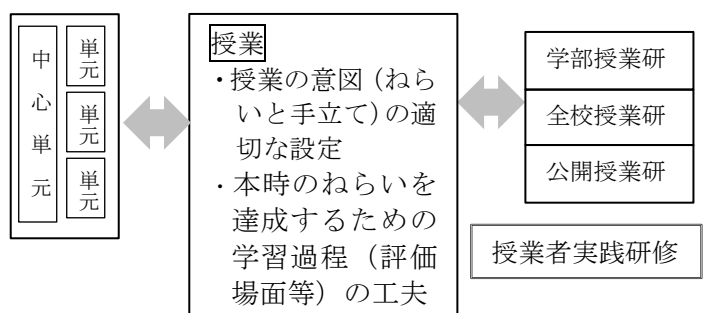 中心単元
単元
単元
単元
授業
・授業の意図（ねら
いと手立て）の適
切な設定
・本時のねらいを
達成するための
学習過程（評価
場面等）の工夫
学部授業研
全校授業研
公開授業研
授業者実践研修